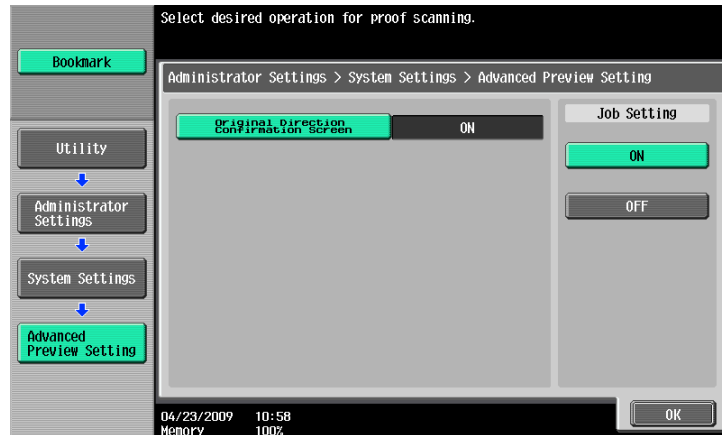 Select desired operation for proof scanning.
Bookmark
Administrator Settings > System Settings > Advanced Preview Setting
Original Direction
Confirmation Screen
ON
Job Setting
ON
OFF
Utility
Administrator
Settings
System Settings
Advanced
Preview Setting
04/23/2009 10:58
Memory 100%
OK